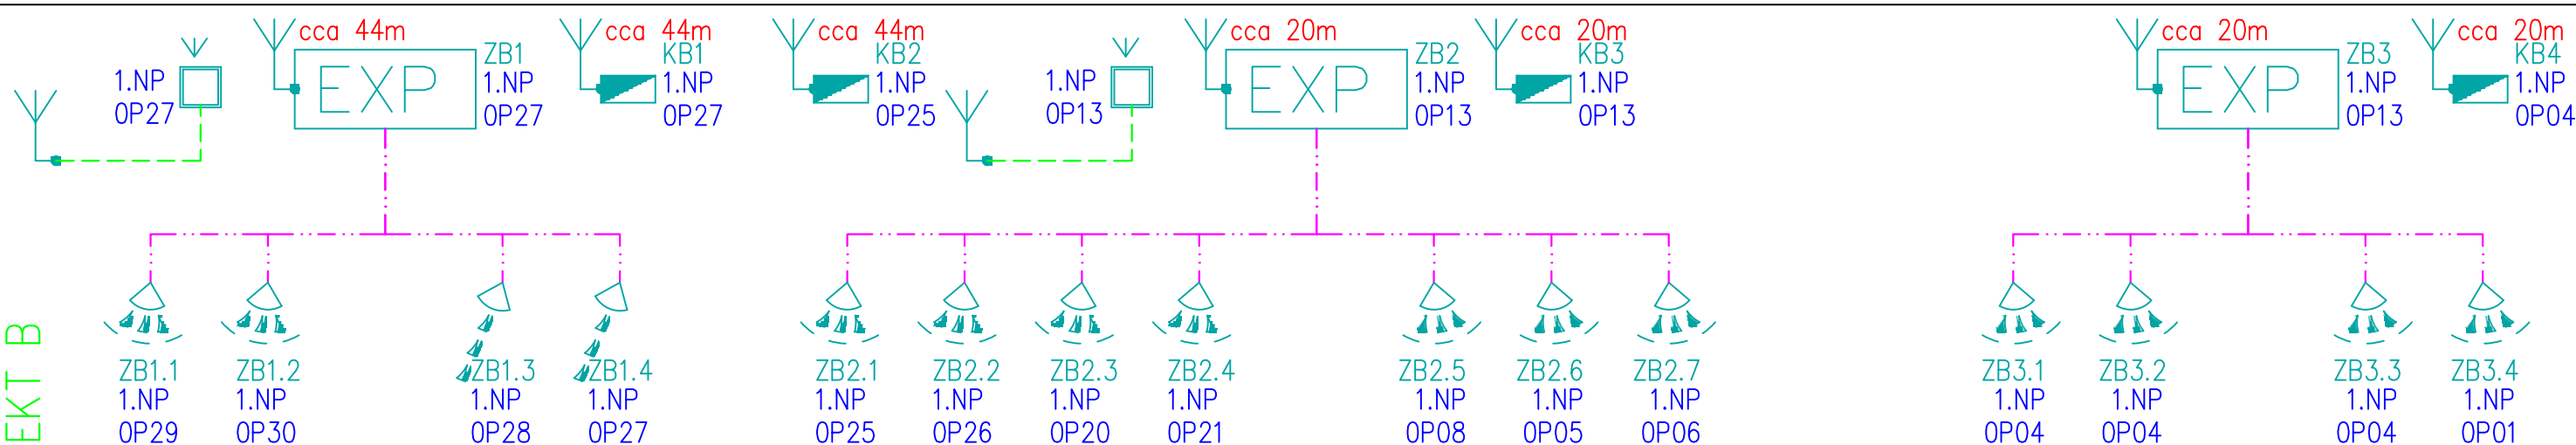 cca 44m
ZB1
EXP
1.NP
0P27
1.NP
0P27
cca 44m
KB1
1.NP
0P27
cca 44m
KB2
1.NP
0P25
1.NP
0P13
cca 20m
ZB2
EXP
1.NP
0P13
cca 20m
KB3
1.NP
0P13
cca 20m
ZB3
EXP
1.NP
0P13
cca 20m
KB4
1.NP
0P04
EKT B
ZB1.1
1.NP
0P29
ZB1.2
1.NP
0P30
ZB1.3
1.NP
0P28
ZB1.4
1.NP
0P27
ZB2.1
1.NP
0P25
ZB2.2
1.NP
0P26
ZB2.3
1.NP
0P20
ZB2.4
1.NP
0P21
ZB2.5
1.NP
0P08
ZB2.6
1.NP
0P05
ZB2.7
1.NP
0P06
ZB3.1
1.NP
0P04
ZB3.2
1.NP
0P04
ZB3.3
1.NP
0P04
ZB3.4
1.NP
0P01